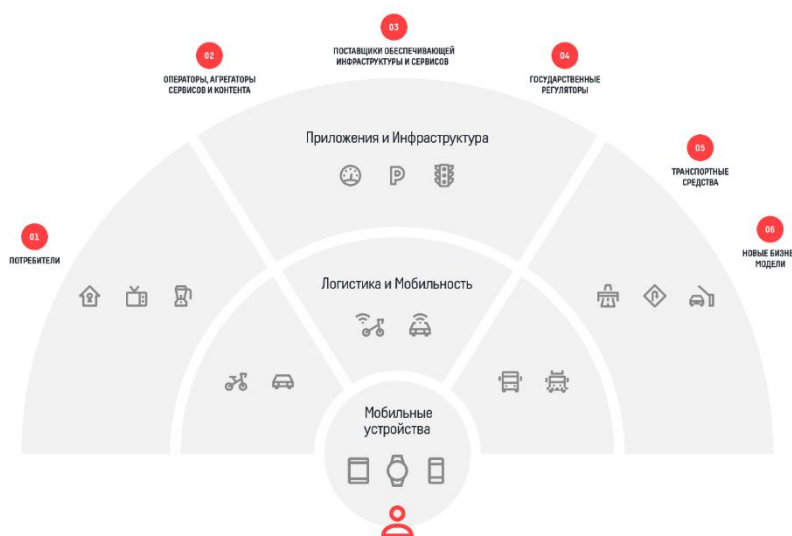 03
ПОСТАВЩИКИ ОБЕСПЕЧИВАЮЩЕЙ
ИНФРАСТРУКТУРЫ И СЕРВИСОВ
02
ОПЕРАТОРЫ, АГРЕГАТОРЫ
СЕРВИСОВ И КОНТЕНТА
04
ГОСУДАРСТВЕННЫЕ
РЕГУЛЯТОРЫ
Приложения и Инфраструктура
P
05
ТРАНСПОРТНЫЕ
СРЕДСТВА
01
ПОТРЕБИТЕЛИ
06
НОВЫЕ БИЗНЕ
МОДЕЛИ
Логистика и Мобильность
Мобильные
устройства